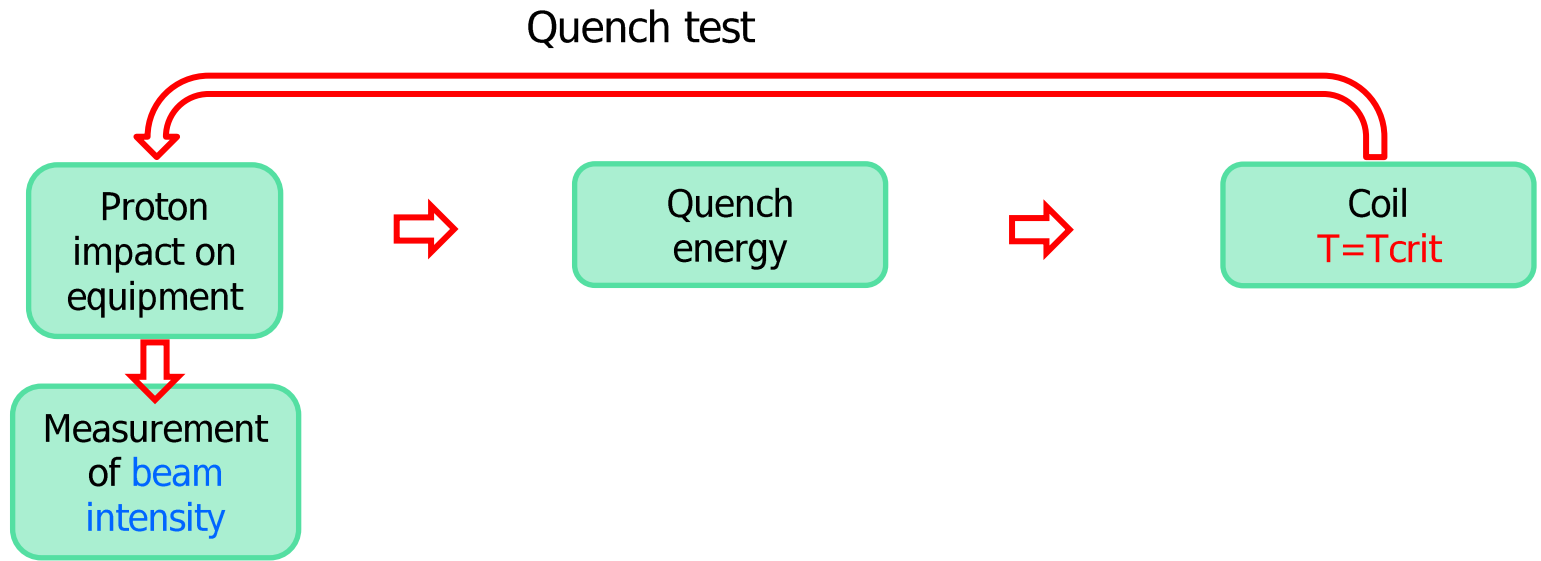 Quench test
Proton
impact on
equipment
Quench
energy
Coil
T=Tcrit
Measurement
of beam
intensity